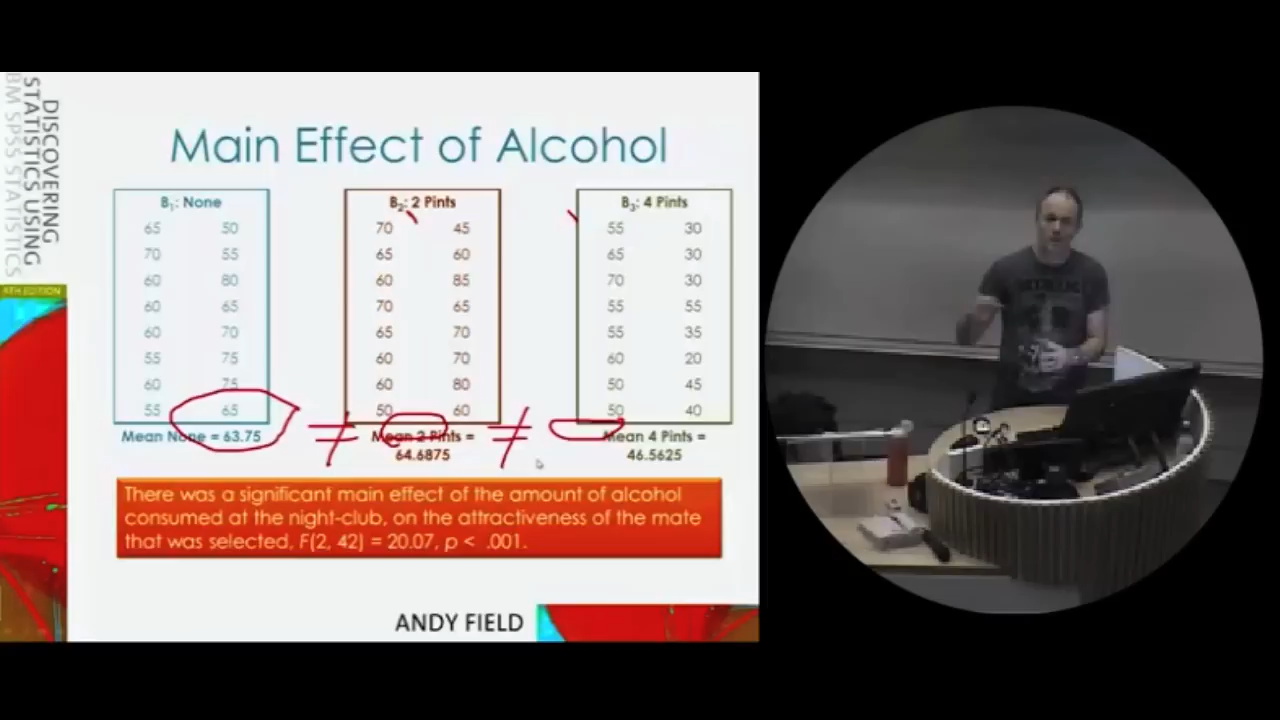 DISCOVERING
STATISTICS USING
IBM SPSS STATISTICS
4TH EDITION
Main Effect of Alcohol
B1: None
65 50
70 55
60 80
60 65
60 70
55 75
60 75
55 65
Mean None = 63.75
B2: 2 Pints
70 45
65 60
60 85
70 65
65 70
60 70
60 80
50 60
Mean 2 Pints =
64.6875
B3: 4 Pints
55 30
65 30
70 30
55 55
55 35
60 20
50 45
50 40
Mean 4 Pints =
46.5625
≠ ≠
There was a significant main effect of the amount of alcohol
consumed at the night-club, on the attractiveness of the mate
that was selected, F(2, 42) = 20.07, p < .001.
ANDY FIELD